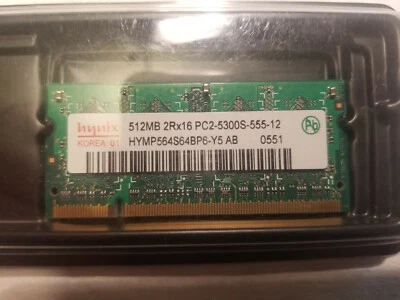 hynix
KOREA 01
512MB 2Rx16 PC2-5300S-555-12
HYMP564S64BP6-Y5 AB 0551
Pb